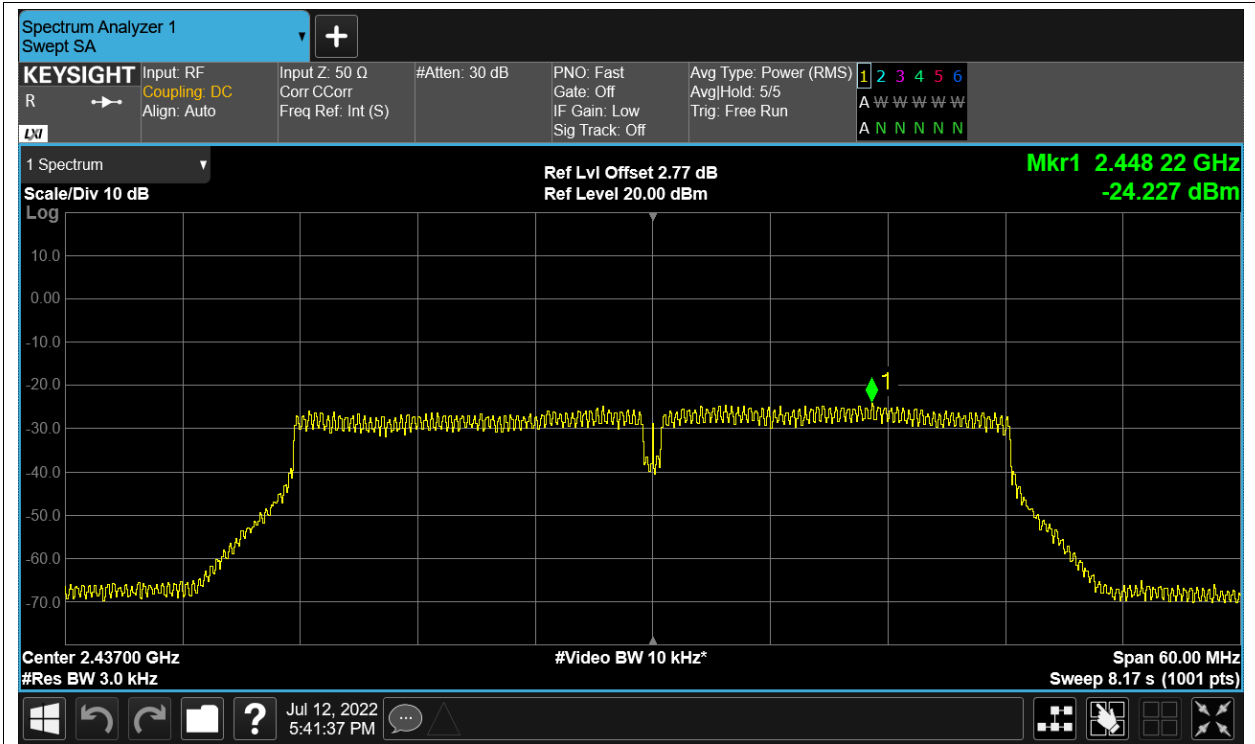 Spectrum Analyzer 1
Swept SA
KEYSIGHT
R
LXI
Input: RF
Coupling: DC
Align: Auto
Input Z: 50 Ω
Corr CCorr
Freq Ref: Int (S)
#Atten: 30 dB
PNO: Fast
Gate: Off
IF Gain: Low
Sig Track: Off
Avg Type: Power (RMS)
Avg|Hold: 5/5
Trig: Free Run
1 2 3 4 5 6
A W W W W W
A N N N N N
1 Spectrum
Scale/Div 10 dB
Log
Ref Lvl Offset 2.77 dB
Ref Level 20.00 dBm
Mkr1 2.448 22 GHz
-24.227 dBm
10.0
0.00
-10.0
-20.0
-30.0
-40.0
-50.0
-60.0
-70.0
1
Center 2.43700 GHz
#Res BW 3.0 kHz
#Video BW 10 kHz*
Span 60.00 MHz
Sweep 8.17 s (1001 pts)
?
Jul 12, 2022
5:41:37 PM